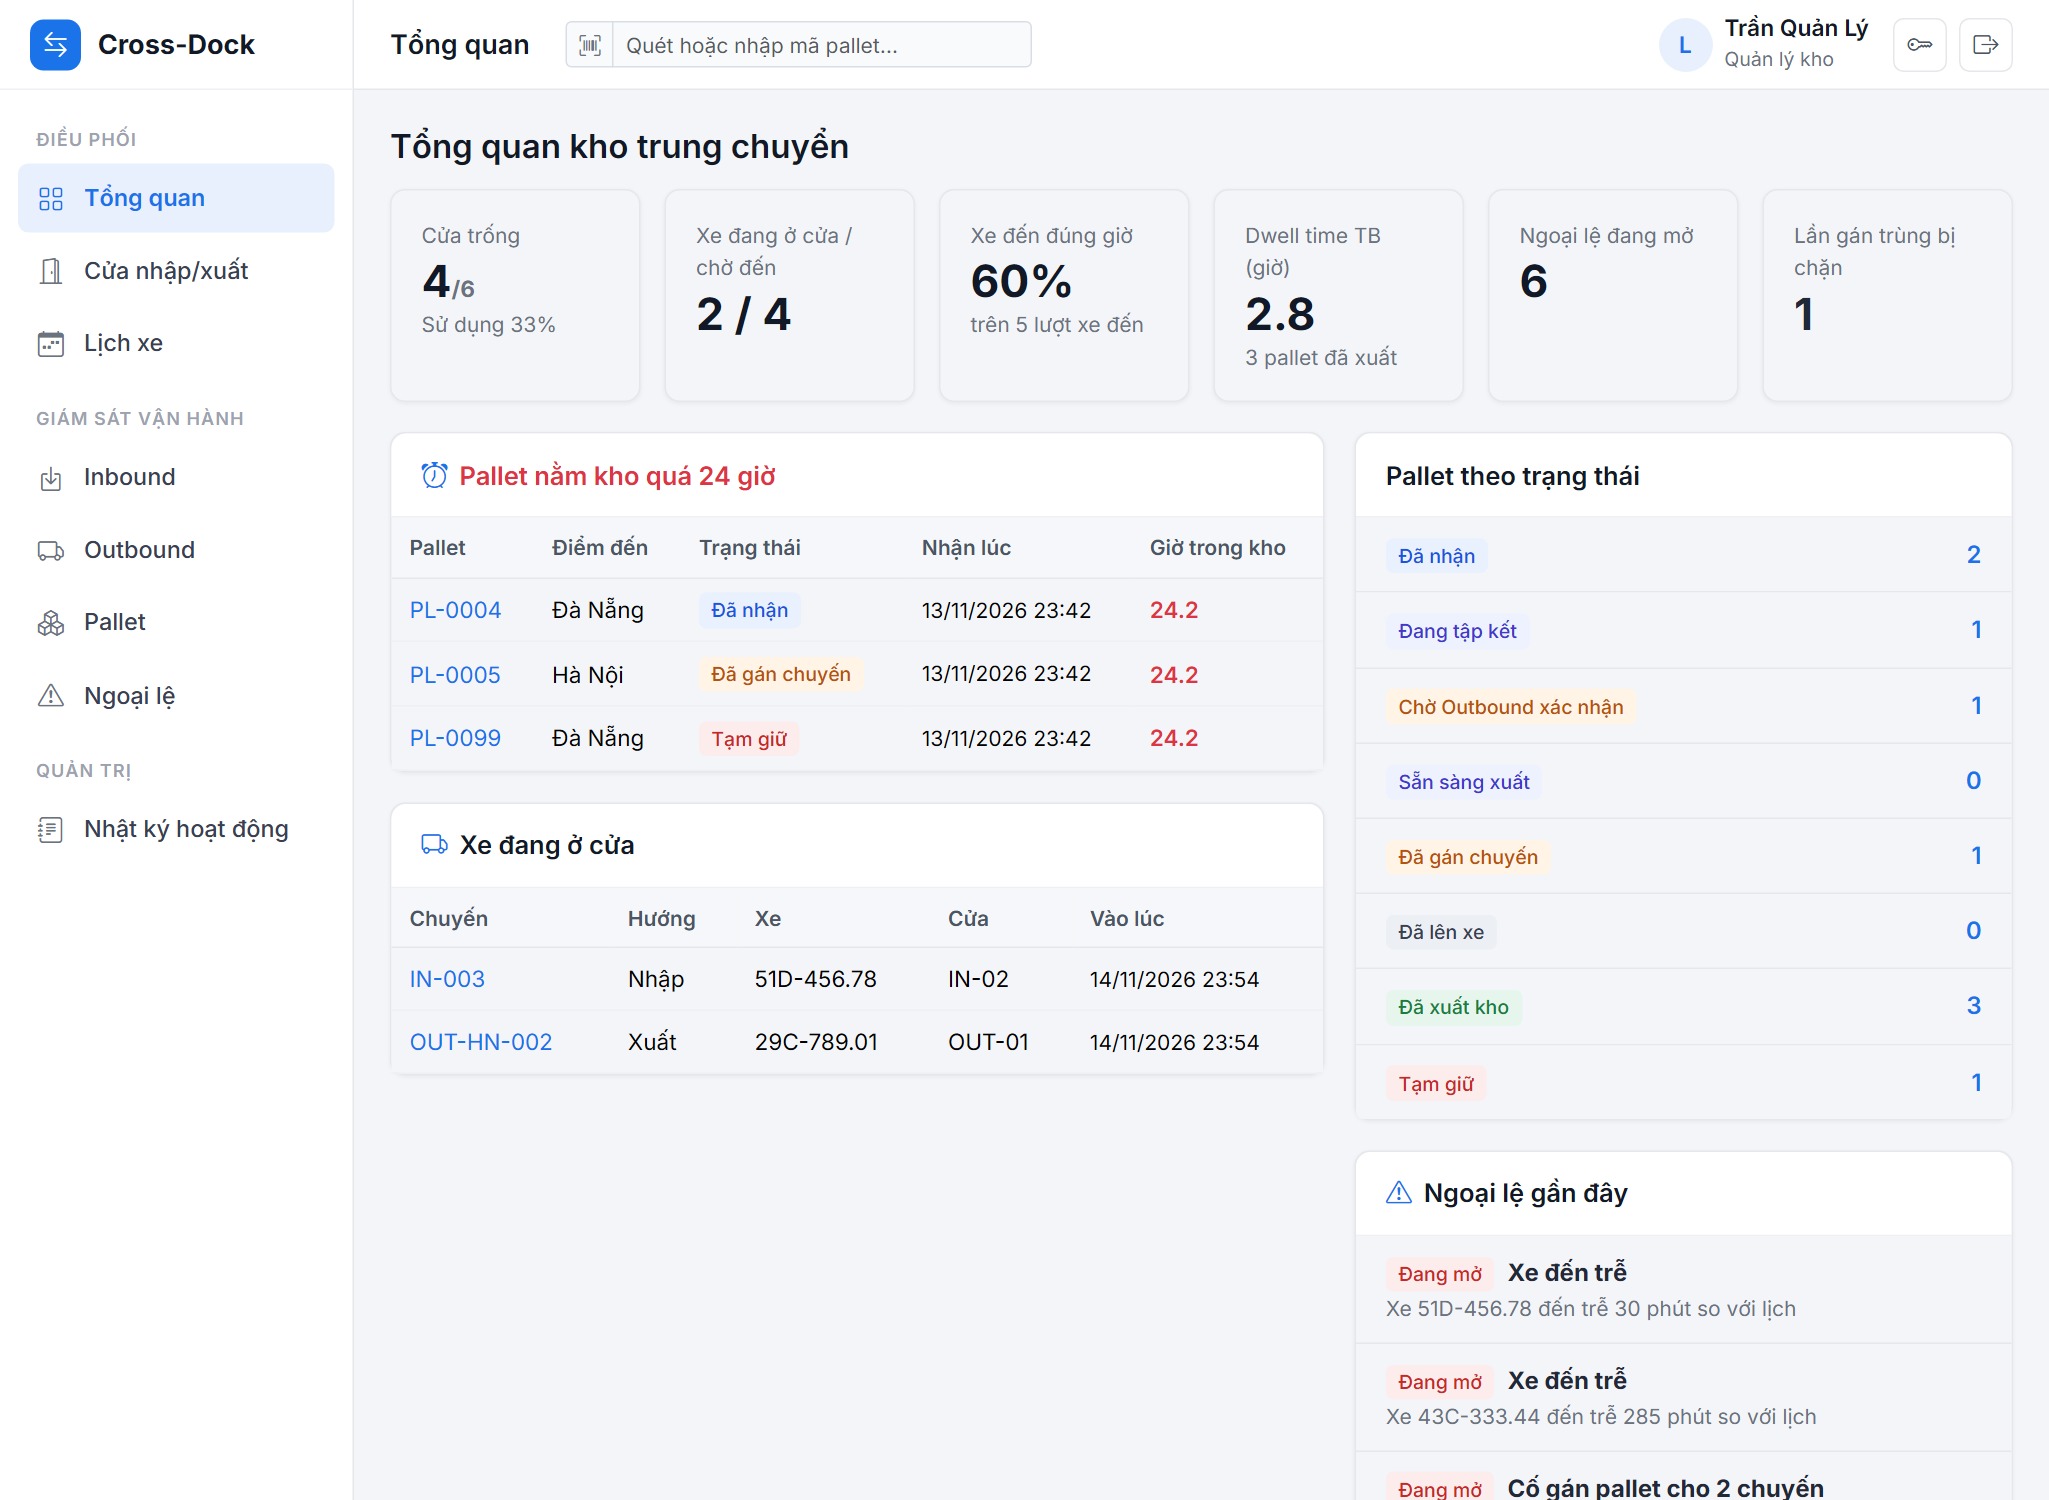 Cross-Dock
Tổng quan
Quét hoặc nhập mã pallet...
L
Trần Quản Lý
Quản lý kho
ĐIỀU PHỐI
Tổng quan
Cửa nhập/xuất
Lịch xe
GIÁM SÁT VẬN HÀNH
Inbound
Outbound
Pallet
Ngoại lệ
QUẢN TRỊ
Nhật ký hoạt động
Tổng quan kho trung chuyển
Cửa trống
4/6
Sử dụng 33%
Xe đang ở cửa /
chờ đến
2 / 4
Xe đến đúng giờ
60%
trên 5 lượt xe đến
Dwell time TB
(giờ)
2.8
3 pallet đã xuất
Ngoại lệ đang mở
6
Lần gán trùng bị
chặn
1
Pallet nằm kho quá 24 giờ
Pallet Điểm đến Trạng thái Nhận lúc Giờ trong kho
PL-0004 Đà Nẵng Đã nhận 13/11/2026 23:42 24.2
PL-0005 Hà Nội Đã gán chuyến 13/11/2026 23:42 24.2
PL-0099 Đà Nẵng Tạm giữ 13/11/2026 23:42 24.2
Xe đang ở cửa
Chuyến Hướng Xe Cửa Vào lúc
IN-003 Nhập 51D-456.78 IN-02 14/11/2026 23:54
OUT-HN-002 Xuất 29C-789.01 OUT-01 14/11/2026 23:54
Pallet theo trạng thái
Đã nhận 2
Đang tập kết 1
Chờ Outbound xác nhận 1
Sẵn sàng xuất 0
Đã gán chuyến 1
Đã lên xe 0
Đã xuất kho 3
Tạm giữ 1
Ngoại lệ gần đây
Đang mở Xe đến trễ
Xe 51D-456.78 đến trễ 30 phút so với lịch
Đang mở Xe đến trễ
Xe 43C-333.44 đến trễ 285 phút so với lịch
Đang mở Cố gán pallet cho 2 chuyến